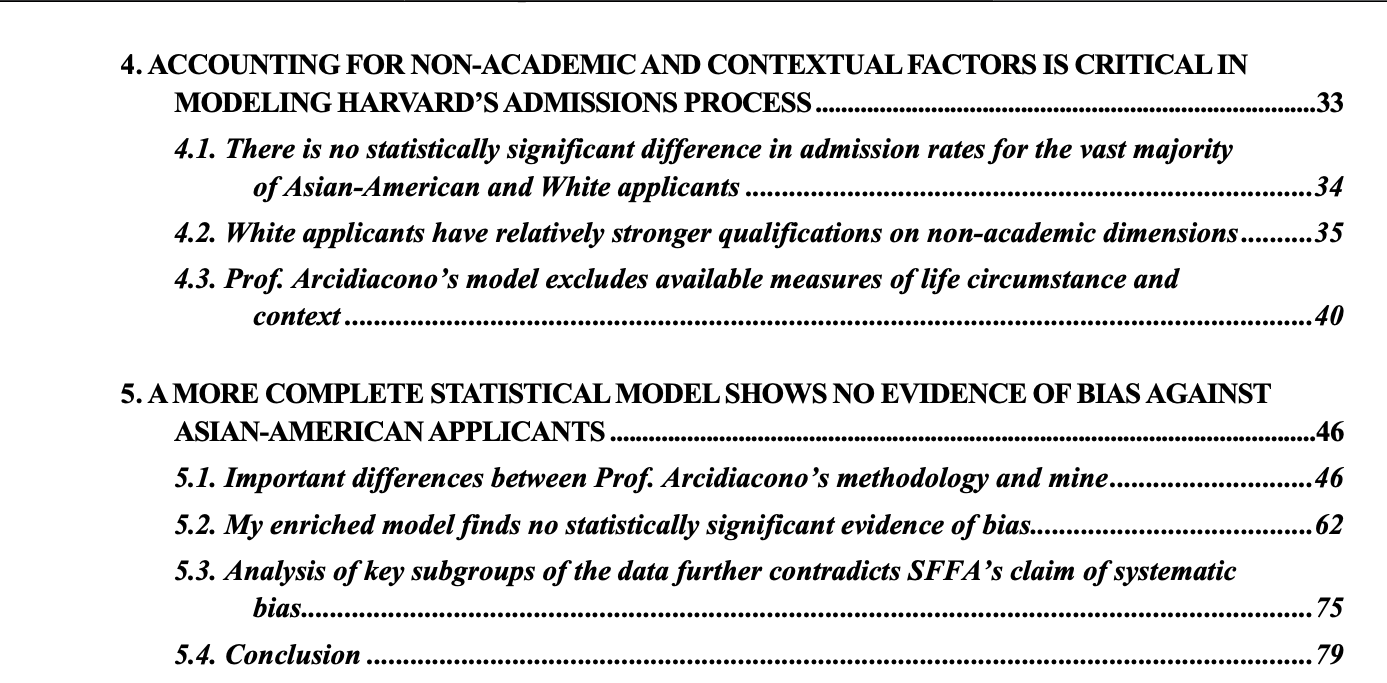 4. ACCOUNTING FOR NON-ACADEMIC AND CONTEXTUAL FACTORS IS CRITICAL IN
MODELING HARVARD’S ADMISSIONS PROCESS ........................................................................33
4.1. There is no statistically significant difference in admission rates for the vast majority
of Asian-American and White applicants ..............................................................................34
4.2. White applicants have relatively stronger qualifications on non-academic dimensions..........35
4.3. Prof. Arcidiacono’s model excludes available measures of life circumstance and
context .....................................................................................................................................40
5. A MORE COMPLETE STATISTICAL MODEL SHOWS NO EVIDENCE OF BIAS AGAINST
ASIAN-AMERICAN APPLICANTS ......................................................................................................46
5.1. Important differences between Prof. Arcidiacono’s methodology and mine............................46
5.2. My enriched model finds no statistically significant evidence of bias.......................................62
5.3. Analysis of key subgroups of the data further contradicts SFFA’s claim of systematic
bias...........................................................................................................................................75
5.4. Conclusion ..................................................................................................................................79